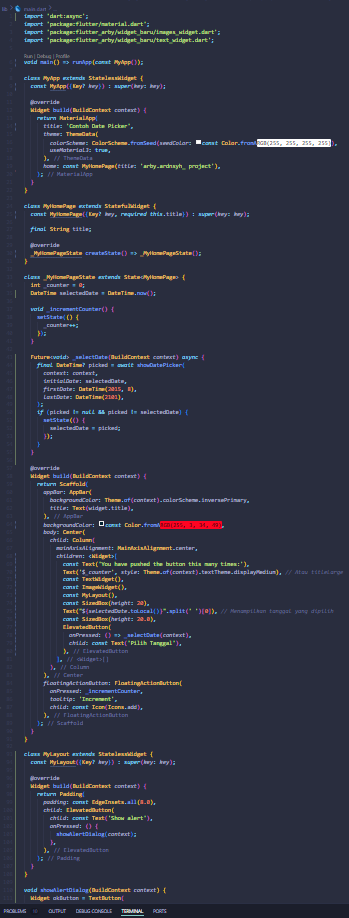 main.dart
import 'dart:async';
import 'package:flutter/material.dart';
import 'package:flutter_arby/widget_baru/images_widget.dart';
import 'package:flutter_arby/widget_baru/text_widget.dart';
Run | Debug | Profile
void main() => runApp(const MyApp());
class MyApp extends StatelessWidget {
const MyApp({Key? key}) : super(key: key);
@override
Widget build(BuildContext context) {
return MaterialApp(
title: 'Contoh Date Picker',
theme: ThemeData(
colorScheme: ColorScheme.fromSeed(seedColor: const Color.fromARGB(255, 255, 255, 255)),
useMaterial3: true,
), // ThemeData
home: const MyHomePage(title: 'arby.ardnsyh_ project'),
); // MaterialApp
}
}
class MyHomePage extends StatefulWidget {
const MyHomePage({Key? key, required this.title}) : super(key: key);
final String title;
@override
_MyHomePageState createState() => _MyHomePageState();
}
class _MyHomePageState extends State<MyHomePage> {
int _counter = 0;
DateTime selectedDate = DateTime.now();
void _incrementCounter() {
setState(() {
_counter++;
});
}
Future<void> _selectDate(BuildContext context) async {
final DateTime? picked = await showDatePicker(
context: context,
initialDate: selectedDate,
firstDate: DateTime(2015, 8),
lastDate: DateTime(2101),
);
if (picked != null && picked != selectedDate) {
setState(() {
selectedDate = picked;
});
}
}
@override
Widget build(BuildContext context) {
return Scaffold(
appBar: AppBar(
backgroundColor: Theme.of(context).colorScheme.inversePrimary,
title: Text(widget.title),
), // AppBar
backgroundColor: const Color.fromA
body: Center(
child: Column(
mainAxisAlignment: MainAxisAlignment.center,
children: <Widget>[
const Text('You have pushed the button this many times:'),
Text('$_counter', style: Theme.of(context).textTheme.displayMedium), // Atau titleLarge
const TextWidget(),
const ImageWidget(),
const MyLayout(),
const SizedBox(height: 20),
Text("${selectedDate.toLocal()}".split(' ')[0]), // Menampilkan tanggal yang dipilih
const SizedBox(height: 20.0),
ElevatedButton(
onPressed: () => _selectDate(context),
child: const Text('Pilih Tanggal'),
), // ElevatedButton
], // <Widget>[]
), // Column
), // Center
floatingActionButton: FloatingActionButton(
onPressed: _incrementCounter,
tooltip: 'Increment',
child: const Icon(Icons.add),
), // FloatingActionButton
); // Scaffold
}
}
class MyLayout extends StatelessWidget {
const MyLayout({Key? key}) : super(key: key);
@override
Widget build(BuildContext context) {
return Padding(
padding: const EdgeInsets.all(8.0),
child: ElevatedButton(
child: const Text('Show alert'),
onPressed: () {
showAlertDialog(context);
},
), // ElevatedButton
); // Padding
}
}
void showAlertDialog(BuildContext context) {
Widget okButton = TextButton(
PROBLEMS OUTPUT DEBUG CONSOLE TERMINAL PORTS